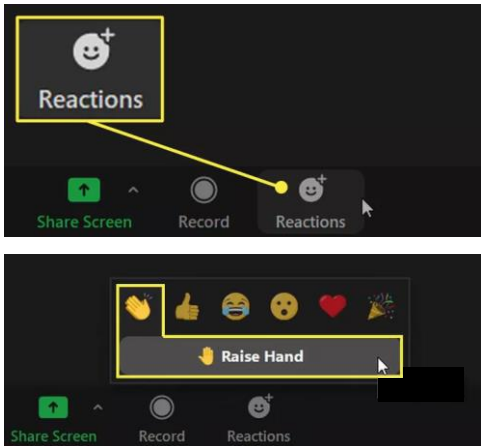 Reactions
Share Screen
Record
Reactions
Raise Hand
Share Screen
Record
Reactions